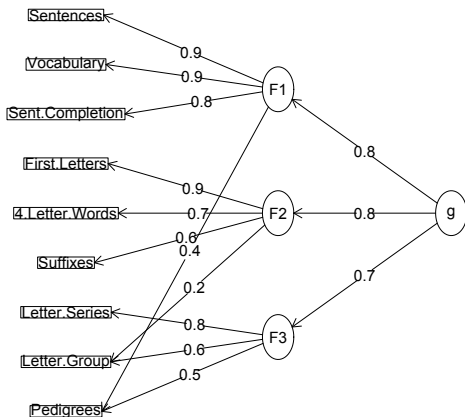 Sentences
0.9
Vocabulary
0.9
F1
0.8
Sent.Completion
0.8
First.Letters
0.9
4.Letter.Words
0.7
F2
0.8
g
0.6
Suffixes
0.4
0.7
0.2
Letter.Series
0.8
F3
Letter.Group
0.6
0.5
Pedigrees